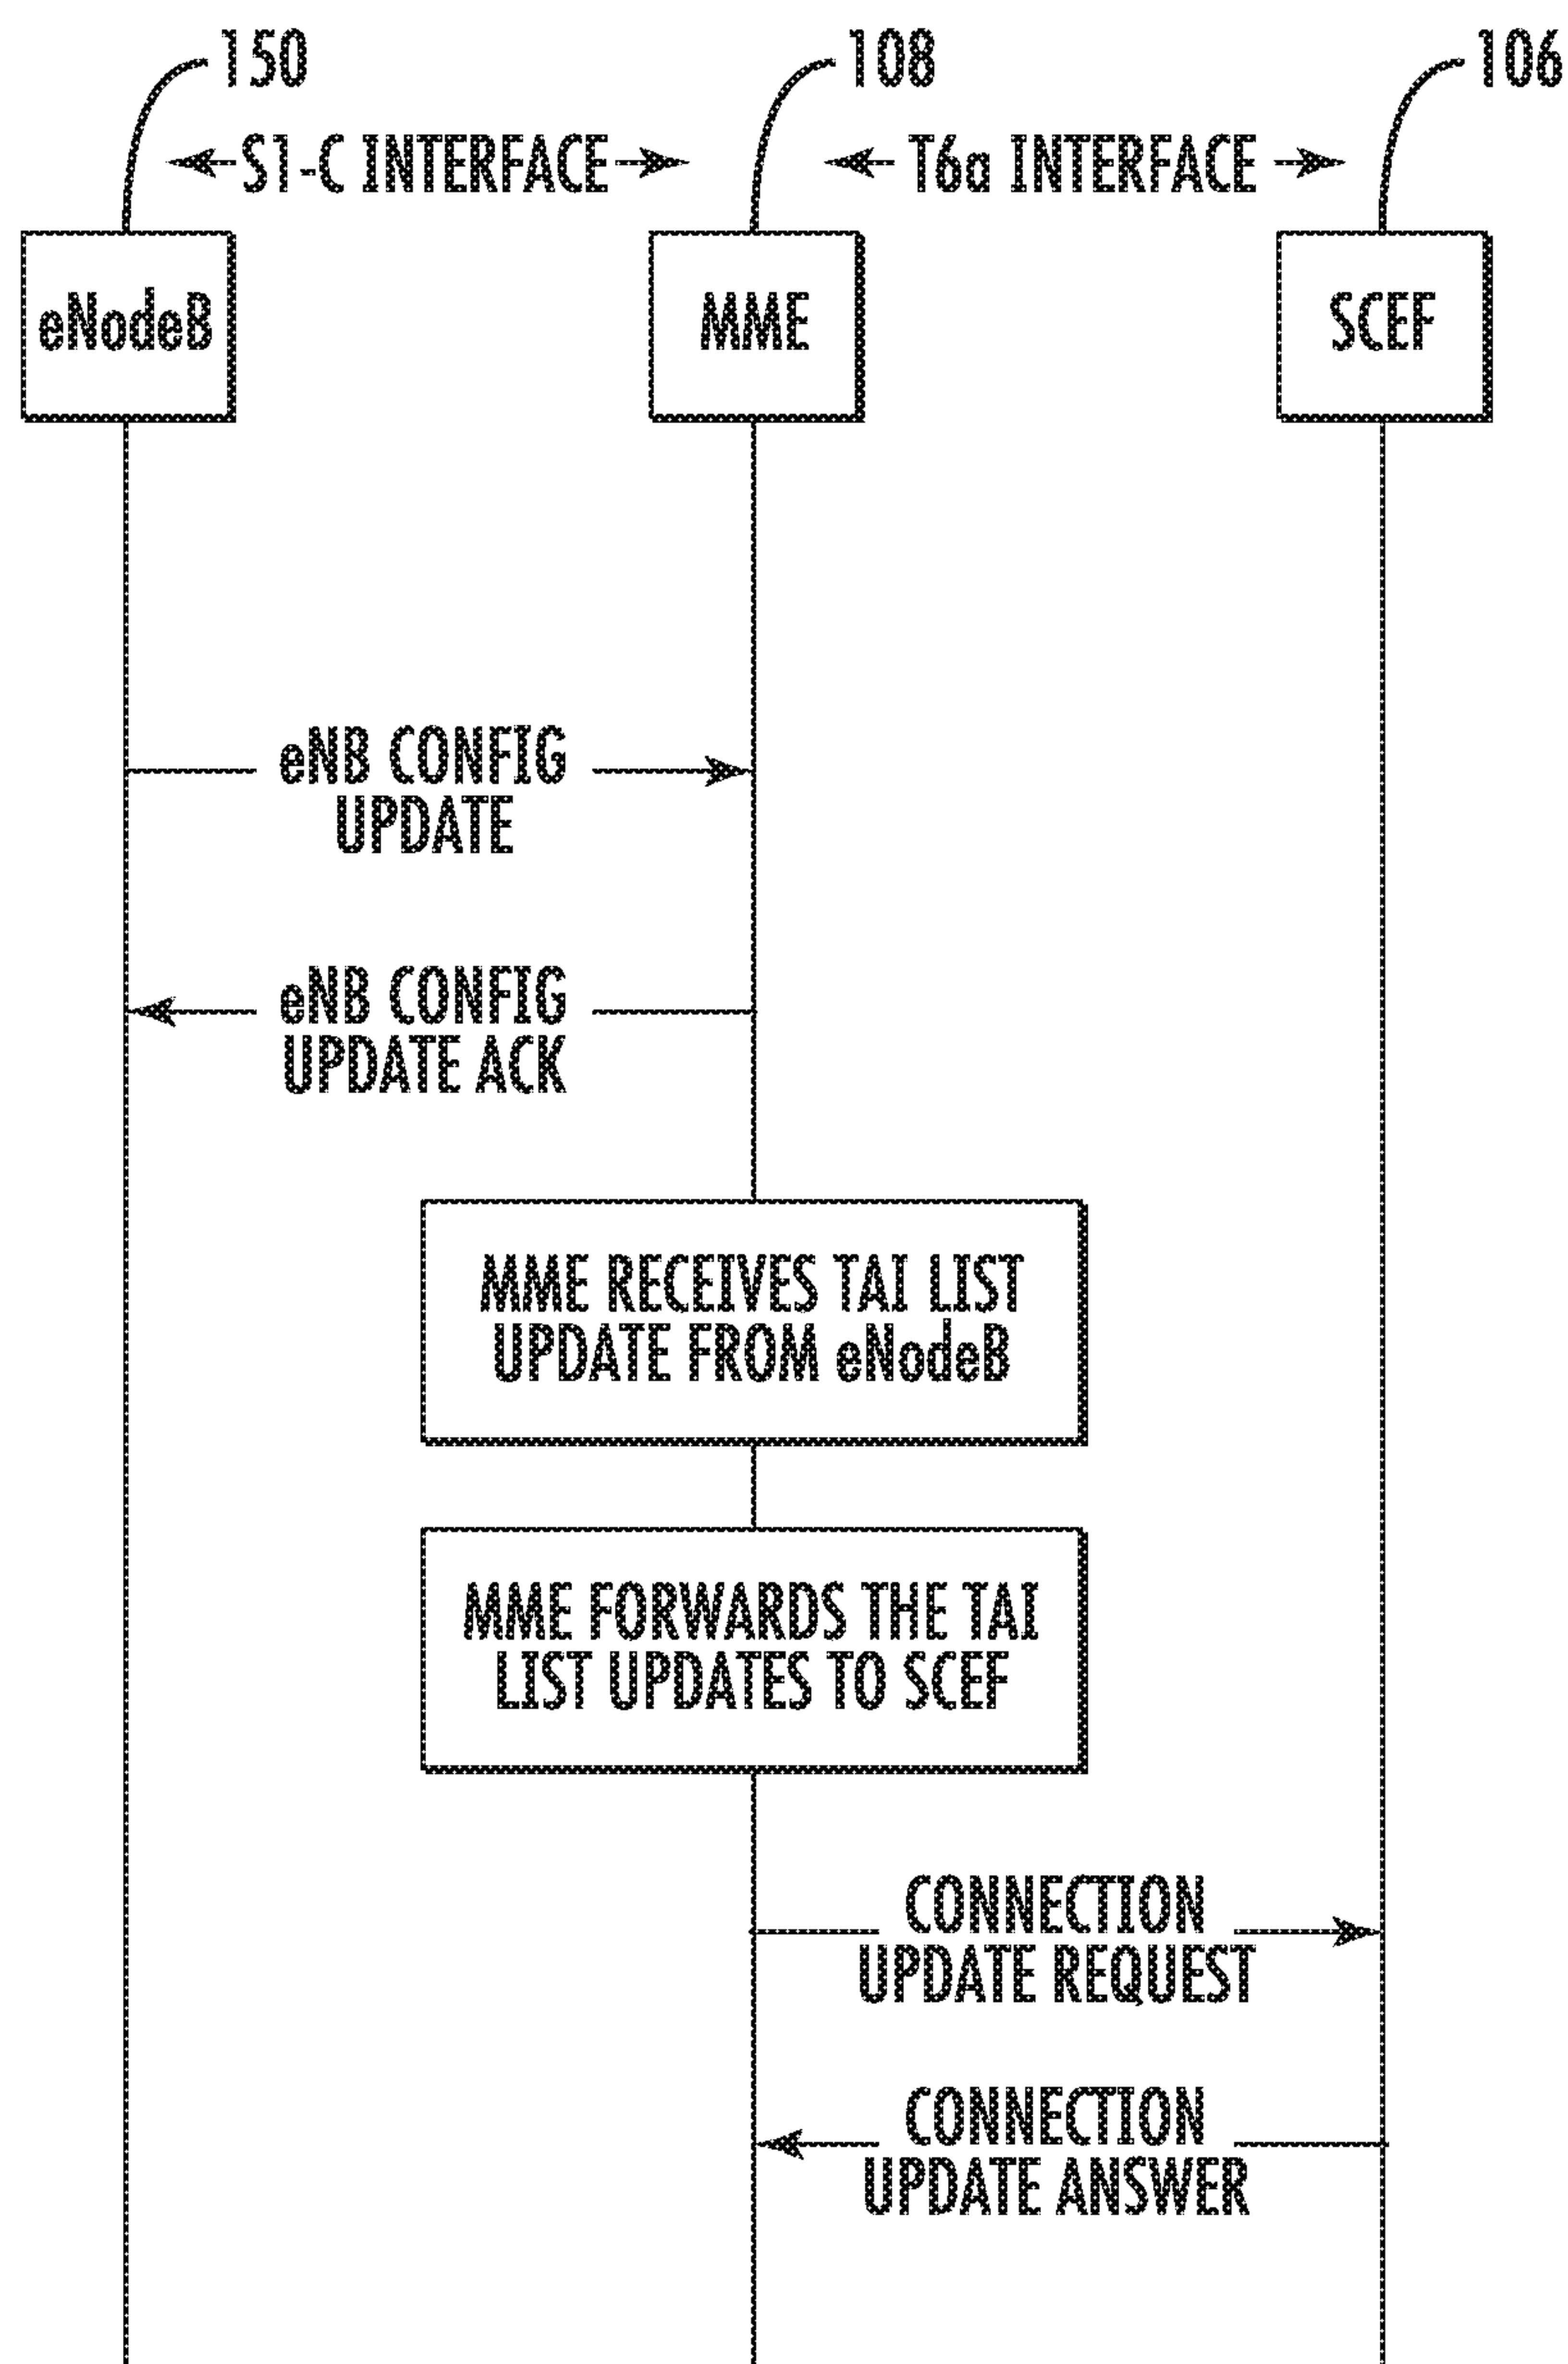 150
108
106
S1-C INTERFACE
T6a INTERFACE
eNodeB
MME
SCEF
eNB CONFIG
UPDATE
eNB CONFIG
UPDATE ACK
MME RECEIVES TAI LIST
UPDATE FROM eNodeB
MME FORWARDS THE TAI
LIST UPDATES TO SCEF
CONNECTION
UPDATE REQUEST
CONNECTION
UPDATE ANSWER